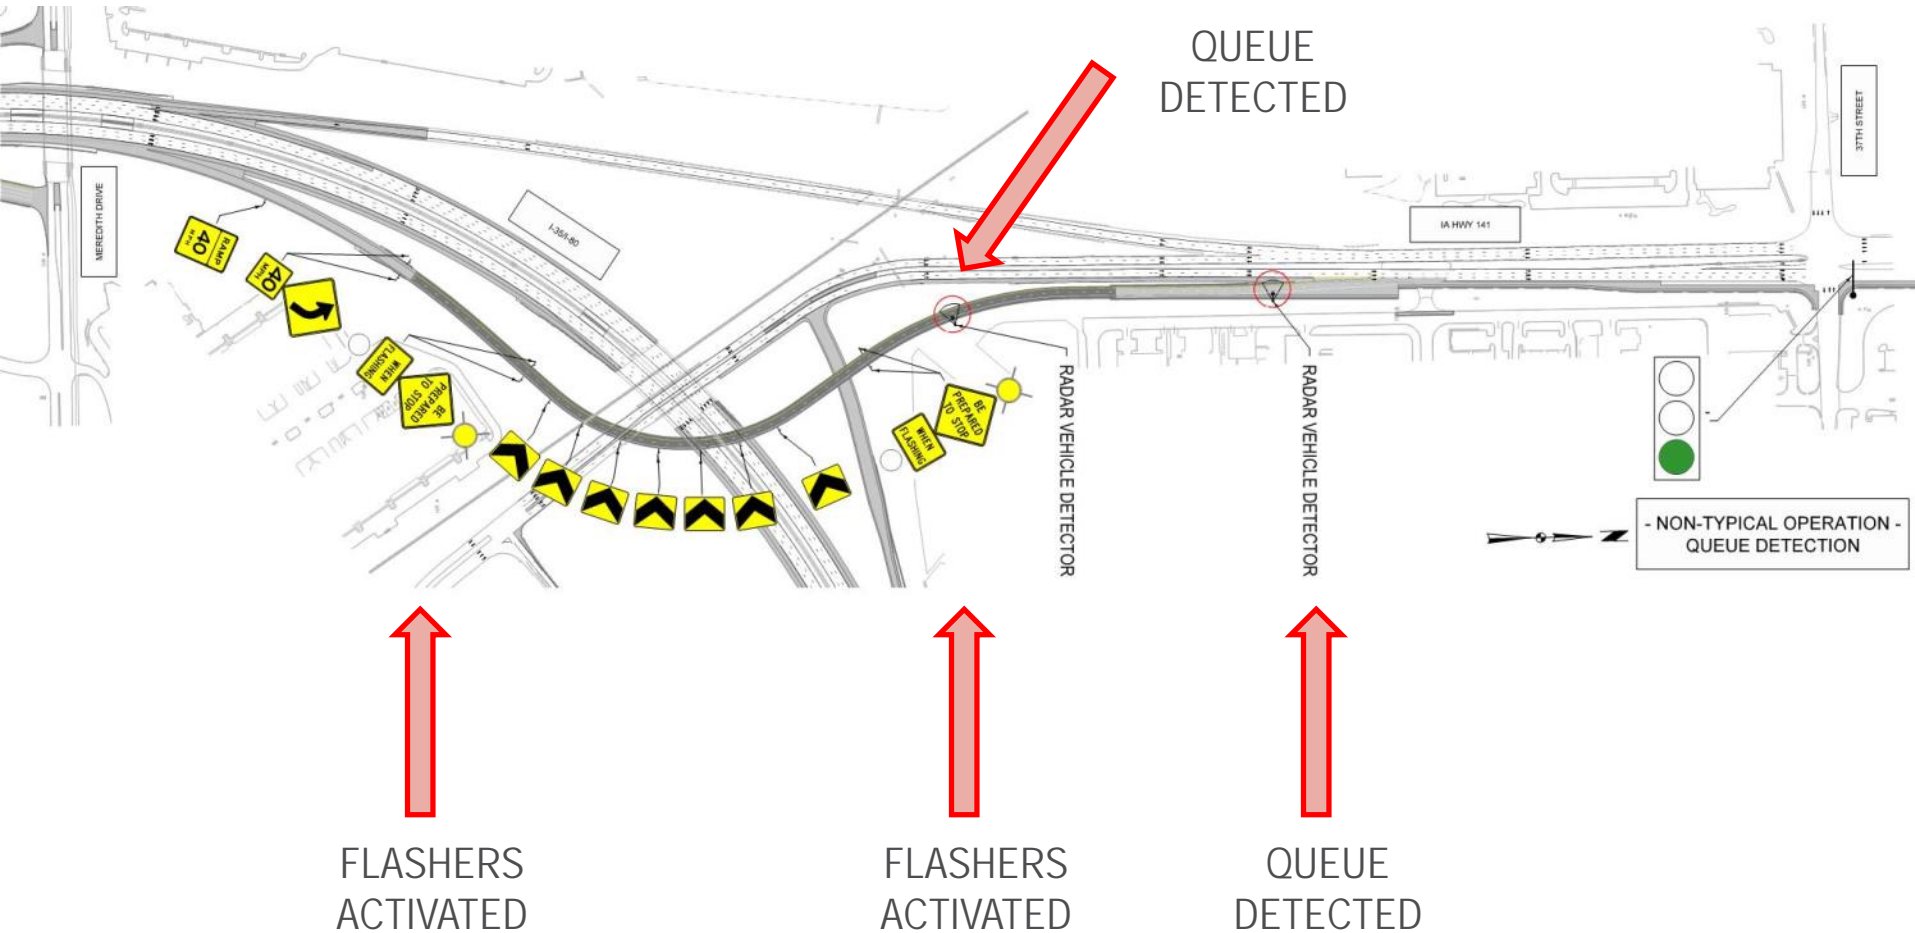 QUEUE
DETECTED
37TH STREET
MEREDITH DRIVE
I-35/I-80
IA HWY 141
RAMP
40
MPH
40
MPH
WHEN
FLASHING
BE
PREPARED
TO STOP
BE
PREPARED
TO STOP
WHEN
FLASHING
RADAR VEHICLE DETECTOR
RADAR VEHICLE DETECTOR
- NON-TYPICAL OPERATION -
QUEUE DETECTION
FLASHERS
ACTIVATED
FLASHERS
ACTIVATED
QUEUE
DETECTED